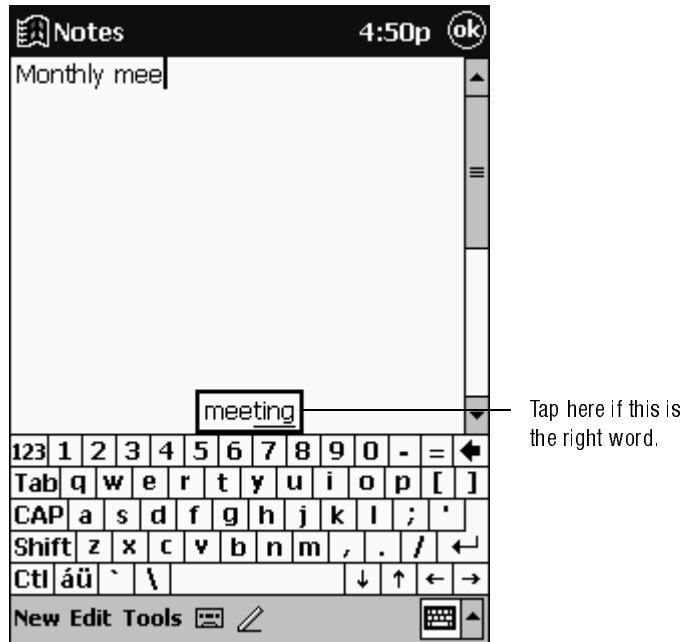 Notes 4:50p ok
Monthly mee
meeting
Tap here if this is
the right word.
123 1 2 3 4 5 6 7 8 9 0 - =
Tab q w e r t y u i o p [ ]
CAP a s d f g h j k l ; '
Shift z x c v b n m , . /
Ctl áü ` \ ↓ ↑ ← →
New Edit Tools